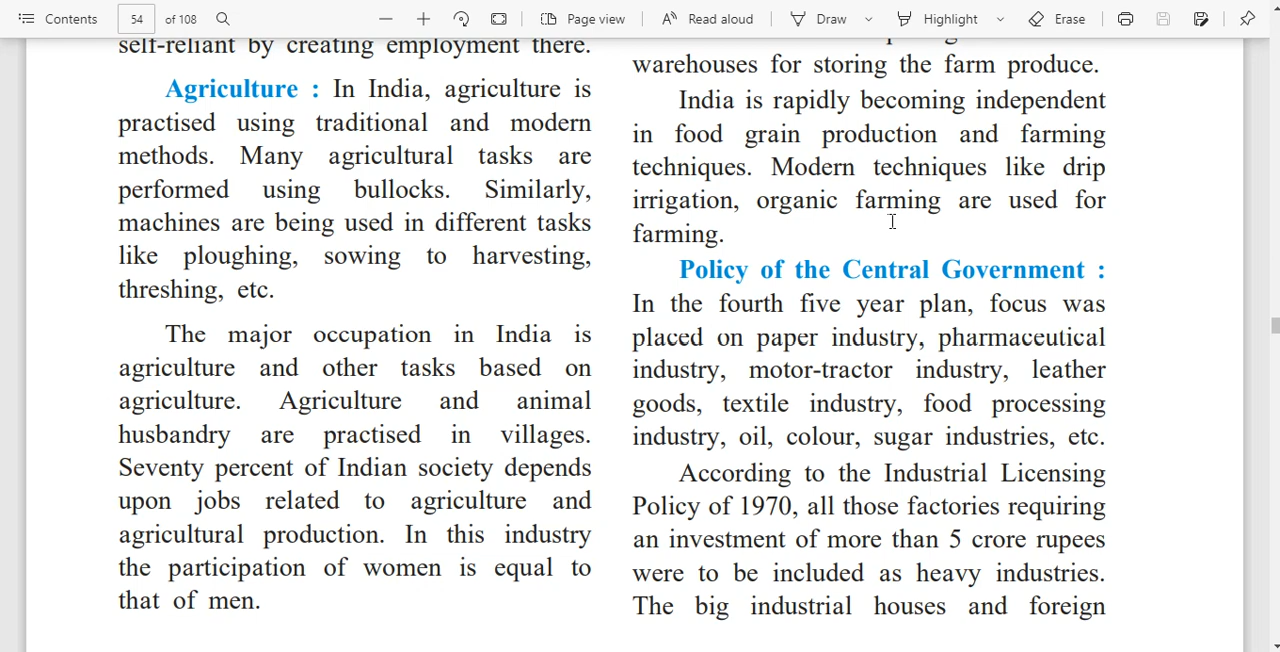 Contents
54
of 108
Page view
Read aloud
Draw
Highlight
Erase
self-reliant by creating employment there.
Agriculture : In India, agriculture is
practised using traditional and modern
methods. Many agricultural tasks are
performed using bullocks. Similarly,
machines are being used in different tasks
like ploughing, sowing to harvesting,
threshing, etc.
The major occupation in India is
agriculture and other tasks based on
agriculture. Agriculture and animal
husbandry are practised in villages.
Seventy percent of Indian society depends
upon jobs related to agriculture and
agricultural production. In this industry
the participation of women is equal to
that of men.
warehouses for storing the farm produce.
India is rapidly becoming independent
in food grain production and farming
techniques. Modern techniques like drip
irrigation, organic farming are used for
farming.
Policy of the Central Government :
In the fourth five year plan, focus was
placed on paper industry, pharmaceutical
industry, motor-tractor industry, leather
goods, textile industry, food processing
industry, oil, colour, sugar industries, etc.
According to the Industrial Licensing
Policy of 1970, all those factories requiring
an investment of more than 5 crore rupees
were to be included as heavy industries.
The big industrial houses and foreign